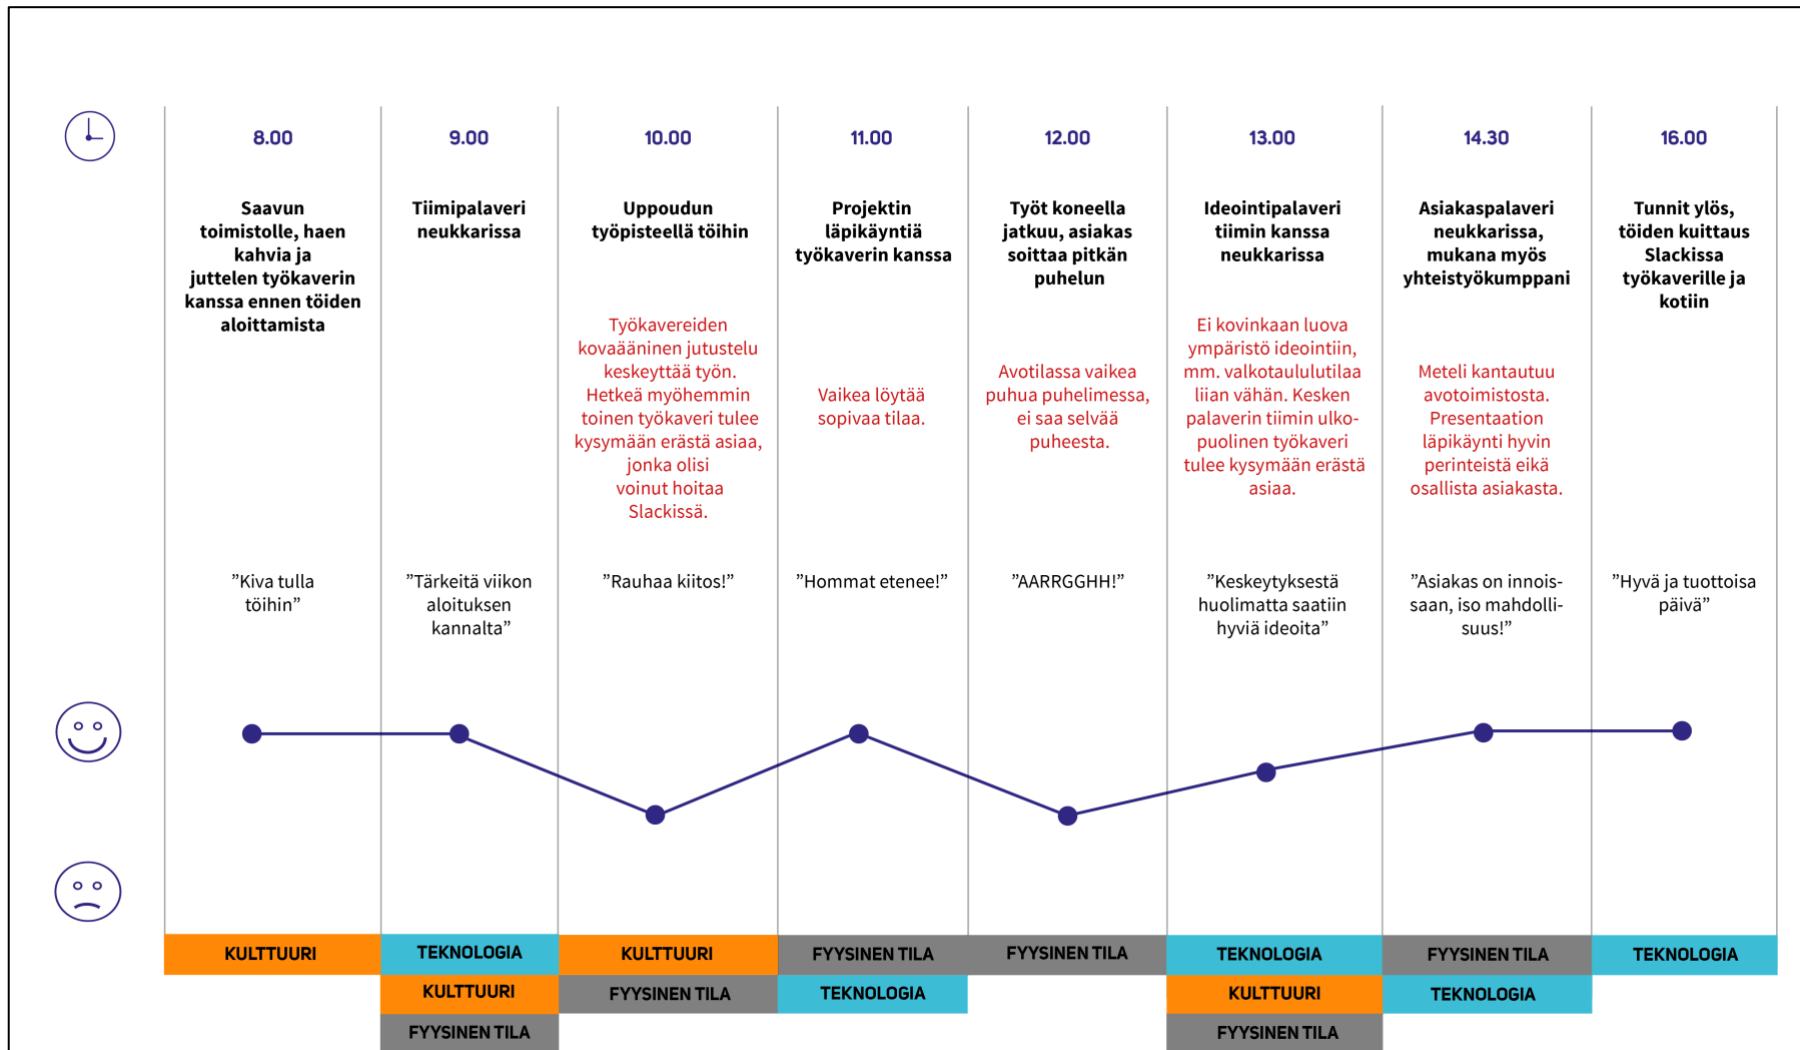 8.00
Saavun
toimistolle, haen
kahvia ja
juttelen työkaverin
kanssa ennen töiden
aloittamista
”Kiva tulla
töihin”
9.00
Tiimipalaveri
neukkarissa
”Tärkeitä viikon
aloituksen
kannalta”
10.00
Uppoudun
työpisteellä töihin
Työkavereiden
kovaääninen jutustelu
keskeyttää työn.
Hetkeä myöhemmin
toinen työkaveri tulee
kysymään erästä asiaa,
jonka olisi
voinut hoitaa
Slackissä.
”Rauhaa kiitos!”
11.00
Projektin
läpikäyntiä
työkaverin kanssa
Vaikea löytää
sopivaa tilaa.
”Hommat etenee!”
12.00
Työt koneella
jatkuu, asiakas
soittaa pitkän
puhelun
Avotilassa vaikea
puhua puhelimessa,
ei saa selvää
puheesta.
”AARRGGHH!”
13.00
Ideointipalaveri
tiimin kanssa
neukkarissa
Ei kovinkaan luova
ympäristö ideointiin,
mm. valkotaululutilaa
liian vähän. Kesken
palaverin tiimin ulko-
puolinen työkaveri
tulee kysymään erästä
asiaa.
”Keskeytyksestä
huolimatta saatiin
hyviä ideoita”
14.30
Asiakaspalaveri
neukkarissa,
mukana myös
yhteistyökumppani
Meteli kantautuu
avotoimistosta.
Presentaation
läpikäynti hyvin
perinteistä eikä
osallista asiakasta.
”Asiakas on innois-
saan, iso mahdolli-
suus!”
16.00
Tunnit ylös,
töiden kuittaus
Slackissa
työkaverille ja
kotiin
”Hyvä ja tuottoisa
päivä”
KULTTUURI
TEKNOLOGIA
KULTTUURI
FYYSINEN TILA
KULTTUURI
FYYSINEN TILA
FYYSINEN TILA
TEKNOLOGIA
FYYSINEN TILA
TEKNOLOGIA
KULTTUURI
FYYSINEN TILA
FYYSINEN TILA
TEKNOLOGIA
TEKNOLOGIA